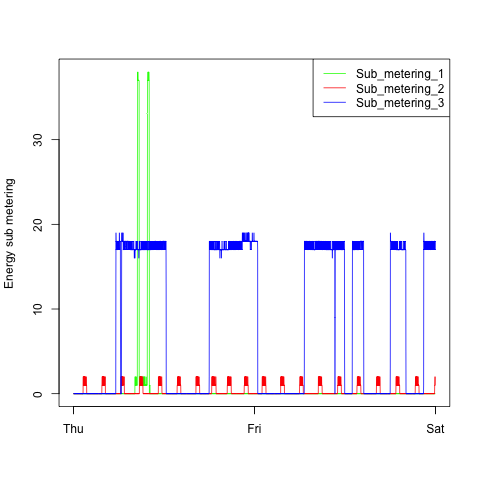 Sub_metering_1
Sub_metering_2
Sub_metering_3
Energy sub metering
30
20
10
0
Thu Fri Sat